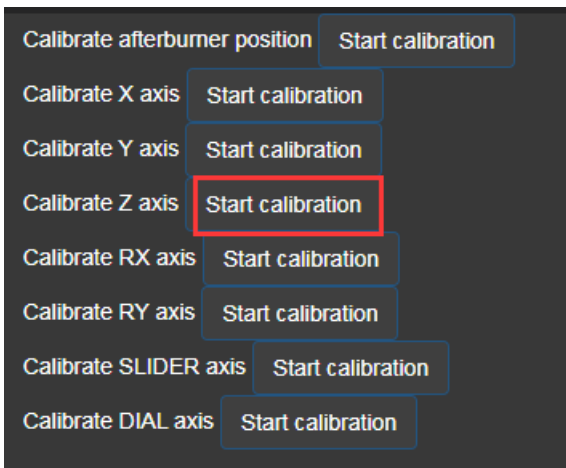 Calibrate afterburner position Start calibration
Calibrate X axis Start calibration
Calibrate Y axis Start calibration
Calibrate Z axis Start calibration
Calibrate RX axis Start calibration
Calibrate RY axis Start calibration
Calibrate SLIDER axis Start calibration
Calibrate DIAL axis Start calibration